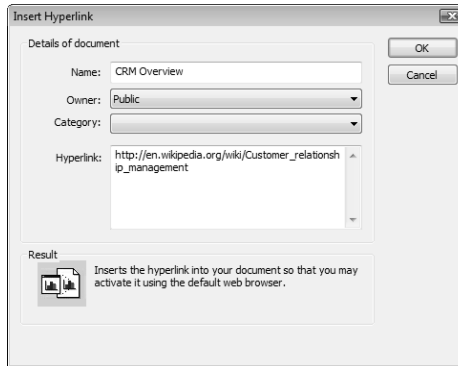 Insert Hyperlink
Details of document
OK
Name: CRM Overview
Cancel
Owner: Public
Category:
Hyperlink: http://en.wikipedia.org/wiki/Customer_relationsh
ip_management
Result
Inserts the hyperlink into your document so that you may
activate it using the default web browser.